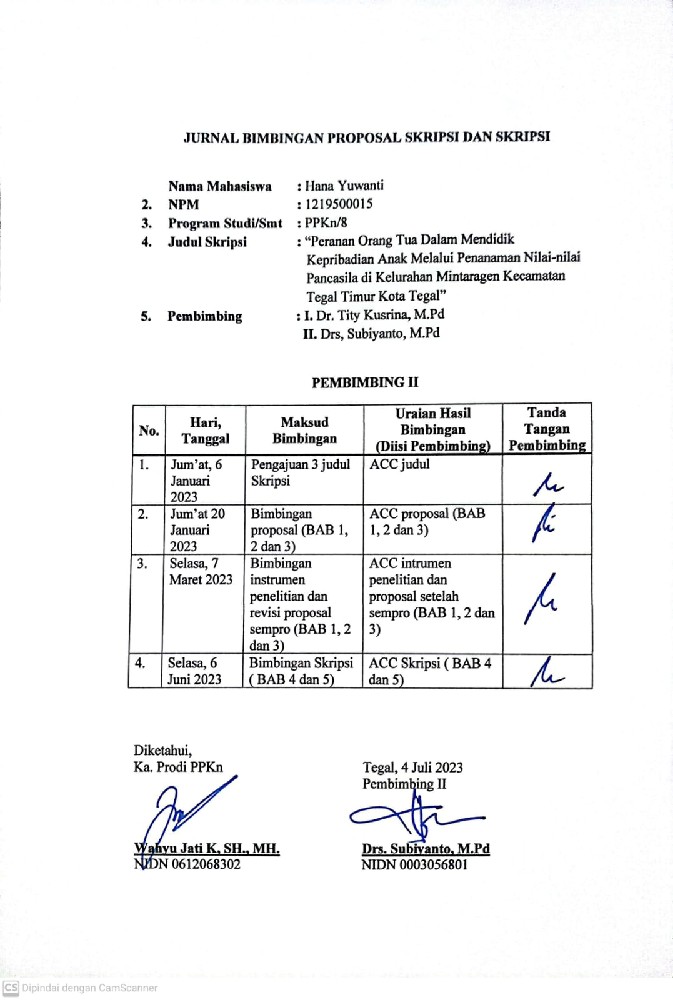 JURNAL BIMBINGAN PROPOSAL SKRIPSI DAN SKRIPSI
Nama Mahasiswa : Hana Yuwanti
2. NPM : 1219500015
3. Program Studi/Smt : PPKn/8
4. Judul Skripsi : “Peranan Orang Tua Dalam Mendidik
Kepribadian Anak Melalui Penanaman Nilai-nilai
Pancasila di Kelurahan Mintaragen Kecamatan
Tegal Timur Kota Tegal”
5. Pembimbing : I. Dr. Tity Kusrina, M.Pd
II. Drs, Subiyanto, M.Pd
PEMBIMBING II
No.
Hari,
Tanggal
Maksud
Bimbingan
Uraian Hasil
Bimbingan
(Diisi Pembimbing)
Tanda
Tangan
Pembimbing
1.
Jum’at, 6
Januari
2023
Pengajuan 3 judul
Skripsi
ACC judul
2.
Jum’at 20
Januari
2023
Bimbingan
proposal (BAB 1,
2 dan 3)
ACC proposal (BAB
1, 2 dan 3)
3.
Selasa, 7
Maret 2023
Bimbingan
instrumen
penelitian dan
revisi proposal
sempro (BAB 1, 2
dan 3)
ACC intrumen
penelitian dan
proposal setelah
sempro (BAB 1, 2 dan
3)
4.
Selasa, 6
Juni 2023
Bimbingan Skripsi
( BAB 4 dan 5)
ACC Skripsi ( BAB 4
dan 5)
Diketahui,
Ka. Prodi PPKn
Wahyu Jati K, SH., MH.
NIDN 0612068302
Tegal, 4 Juli 2023
Pembimbing II
Drs. Subiyanto, M.Pd
NIDN 0003056801
CS Dipindai dengan CamScanner